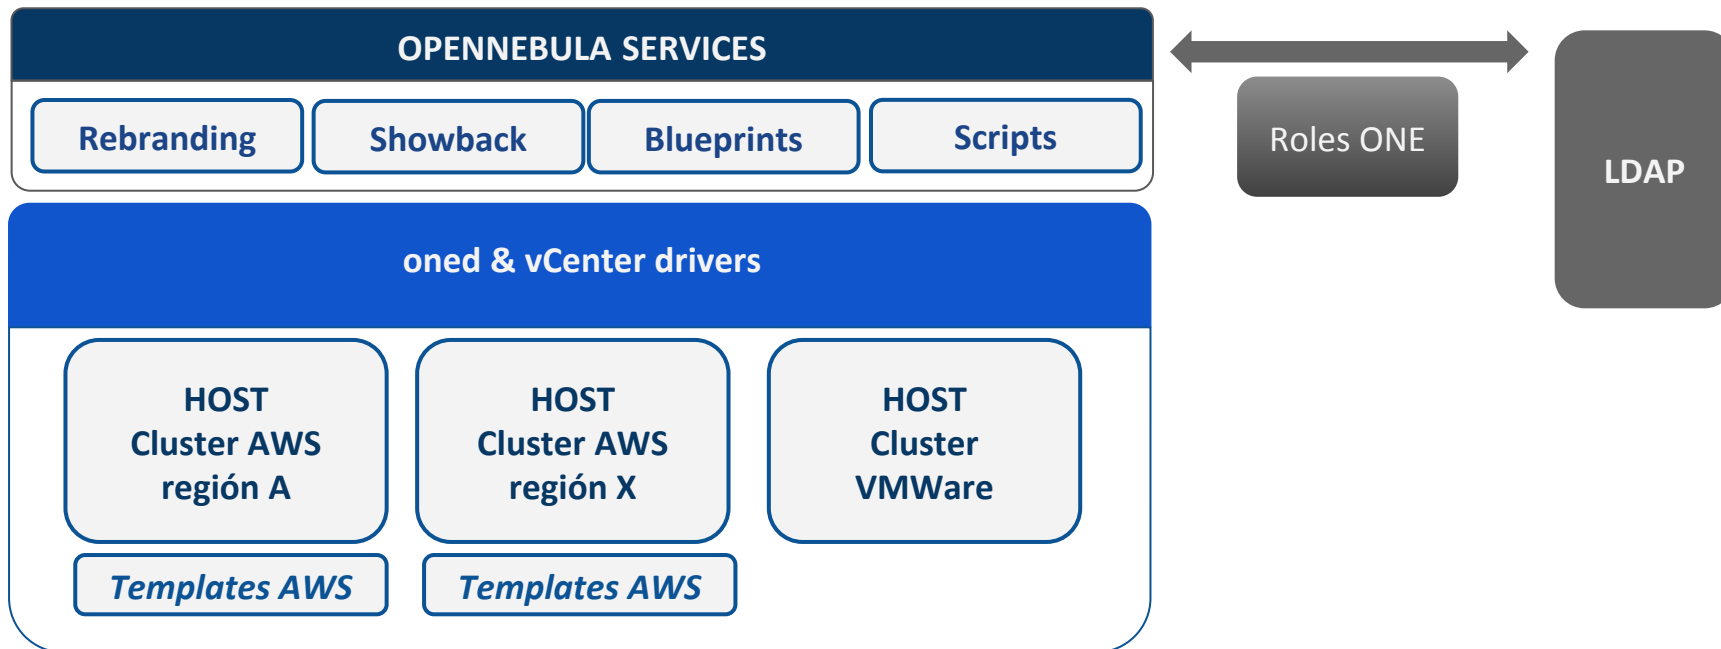 OPENNEBULA SERVICES
Rebranding
Showback
Blueprints
Scripts
Roles ONE
LDAP
oned & vCenter drivers
HOST
Cluster AWS
región A
HOST
Cluster AWS
región X
HOST
Cluster
VMWare
Templates AWS
Templates AWS